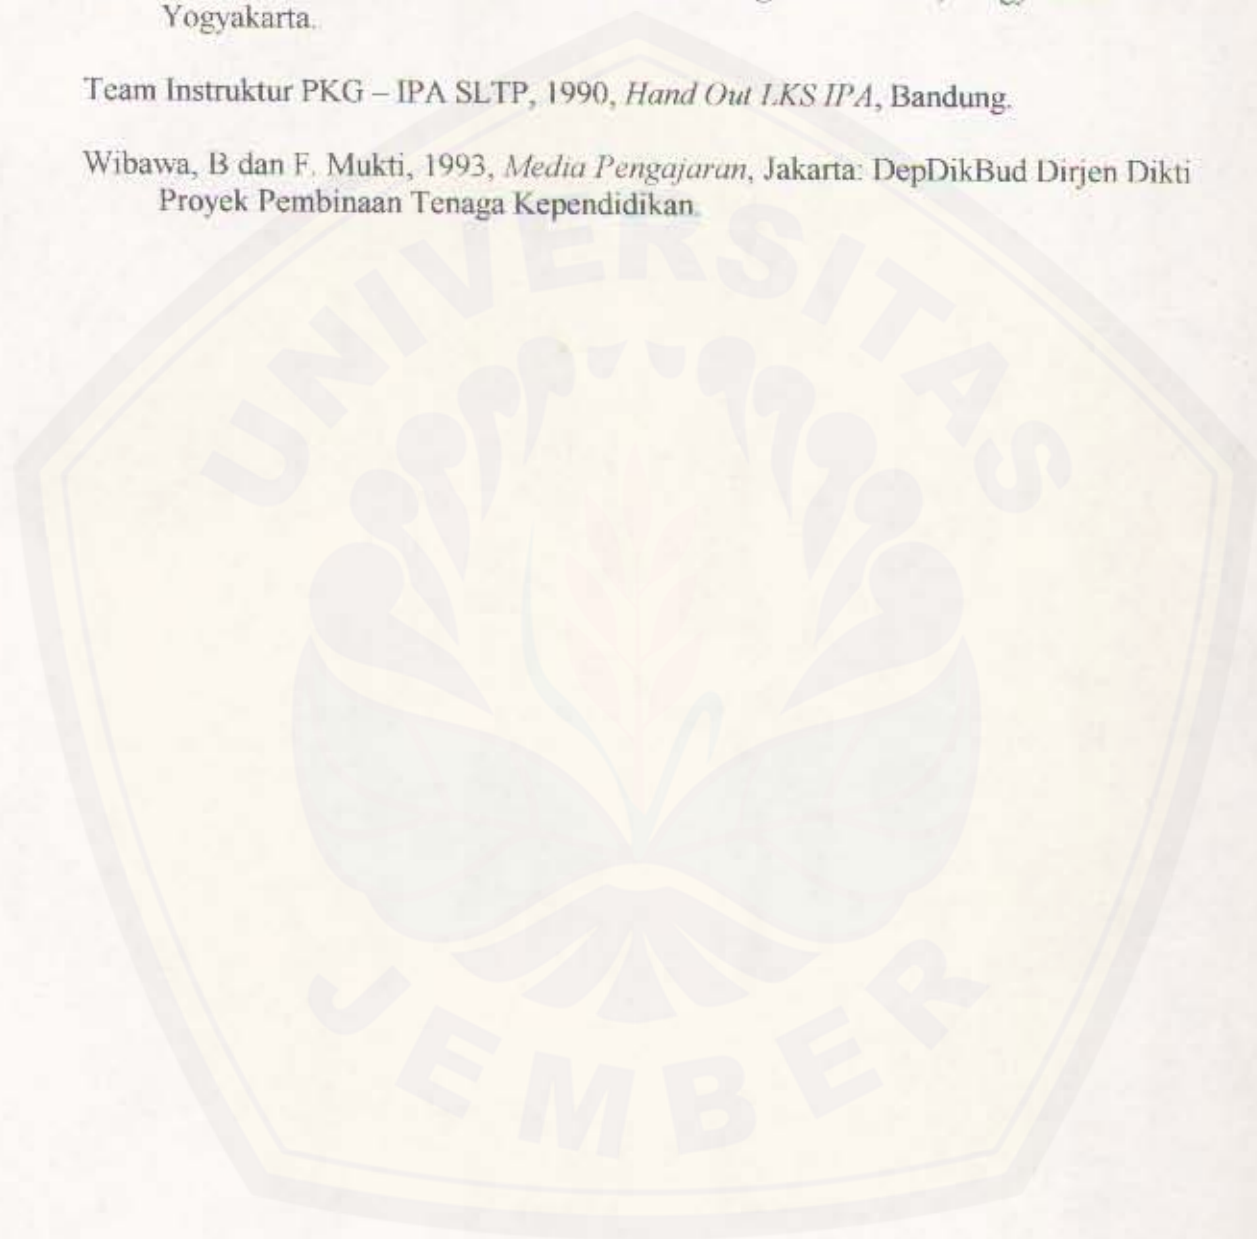 Yogyakarta.
Team Instruktur PKG – IPA SLTP, 1990, Hand Out LKS IPA, Bandung.
Wibawa, B dan F. Mukti, 1993, Media Pengajaran, Jakarta: DepDikBud Dirjen Dikti
Proyek Pembinaan Tenaga Kependidikan.
UNIVERSITAS
JEMBER